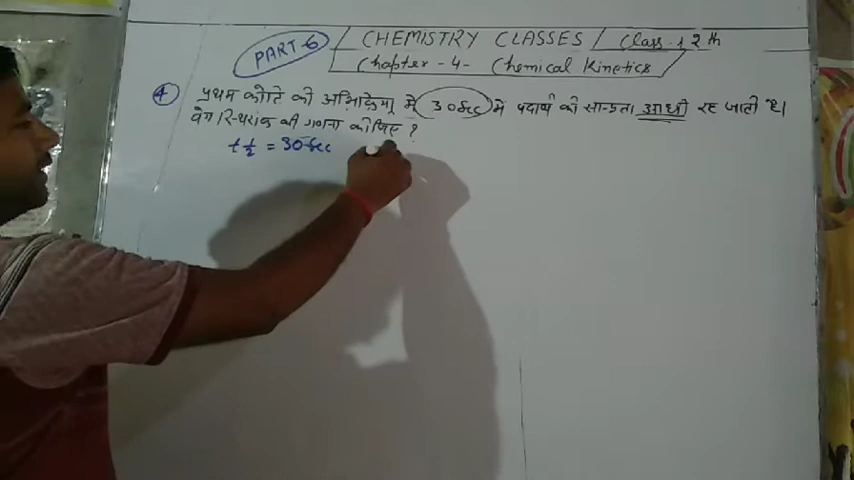 PART-6 CHEMISTRY CLASSES / Class 12th
Chapter -4- Chemical Kinetics
4 प्रथम कोटि की अभिक्रिया में 30 Sec में पदार्थ की सान्द्रता आधी रह जाती है।
वेग स्थिरांक की गणना कीजिए ?
t ½ = 30 Sec